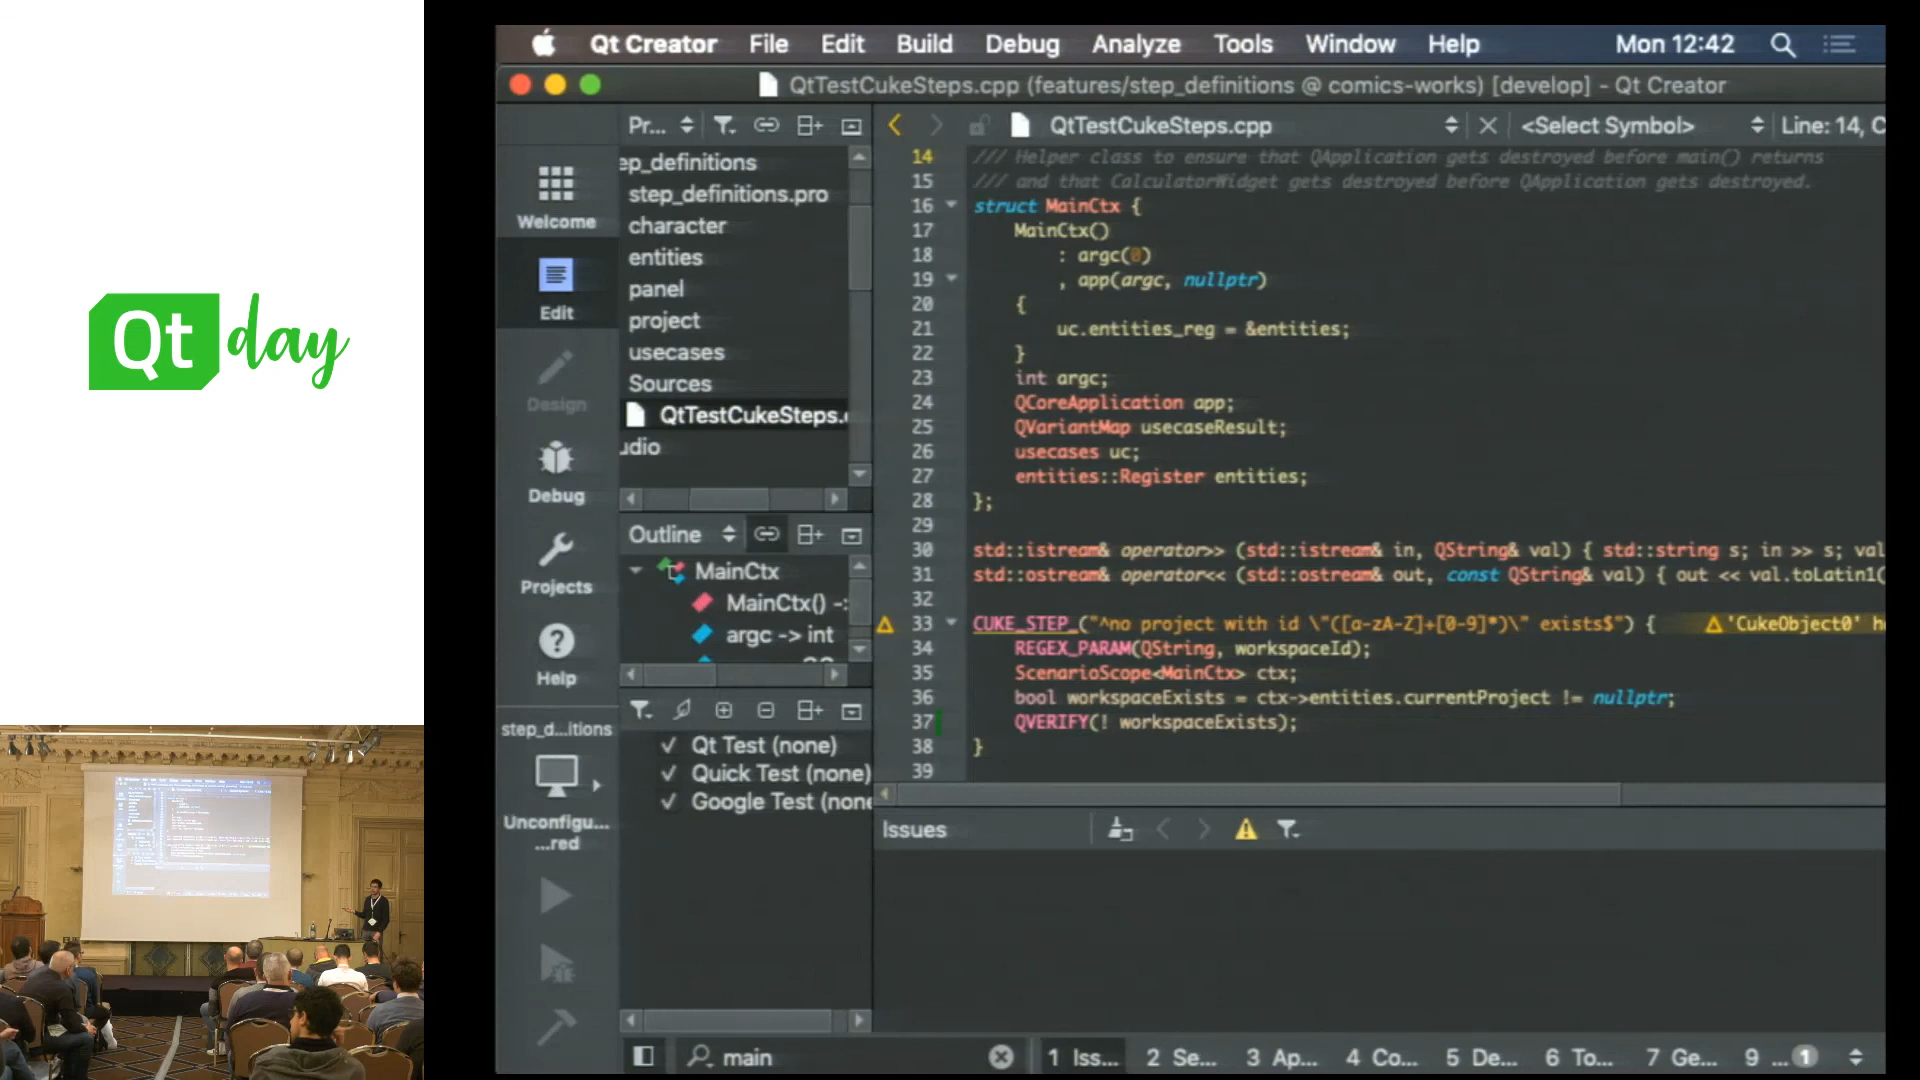 Qt day
Qt Creator File Edit Build Debug Analyze Tools Window Help Mon 12:42
QtTestCukeSteps.cpp (features/step_definitions @ comics-works) [develop] - Qt Creator
Pr...
QtTestCukeSteps.cpp
<Select Symbol>
Line: 14, C
Welcome
Edit
Design
Debug
Projects
Help
step_d...itions
Unconfigu...
...red
ep_definitions
step_definitions.pro
character
entities
panel
project
usecases
Sources
QtTestCukeSteps.
udio
Outline
MainCtx
MainCtx() -:
argc -> int
Qt Test (none)
Quick Test (none)
Google Test (none
14 /// Helper class to ensure that QApplication gets destroyed before main() returns
15 /// and that CalculatorWidget gets destroyed before QApplication gets destroyed.
16 struct MainCtx {
17 MainCtx()
18 : argc(0)
19 , app(argc, nullptr)
20 {
21 uc.entities_reg = &entities;
22 }
23 int argc;
24 QCoreApplication app;
25 QVariantMap usecaseResult;
26 usecases uc;
27 entities::Register entities;
28 };
29
30 std::istream& operator>> (std::istream& in, QString& val) { std::string s; in >> s; val
31 std::ostream& operator<< (std::ostream& out, const QString& val) { out << val.toLatin1(
32
33 CUKE_STEP_("^no project with id \"([a-zA-Z]+[0-9]*)\" exists$") { 'CukeObject0' h
34 REGEX_PARAM(QString, workspaceId);
35 ScenarioScope<MainCtx> ctx;
36 bool workspaceExists = ctx->entities.currentProject != nullptr;
37 QVERIFY(! workspaceExists);
38 }
39
Issues
main
1 Iss... 2 Se... 3 Ap... 4 Co... 5 De... 6 To... 7 Ge... 9 ... 1